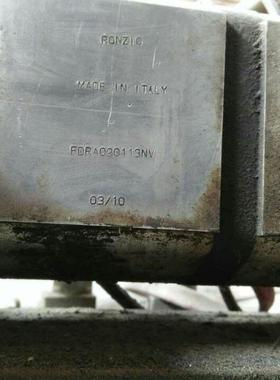 RONZIO
MADE IN ITALY
FDRA030113NV
03/10